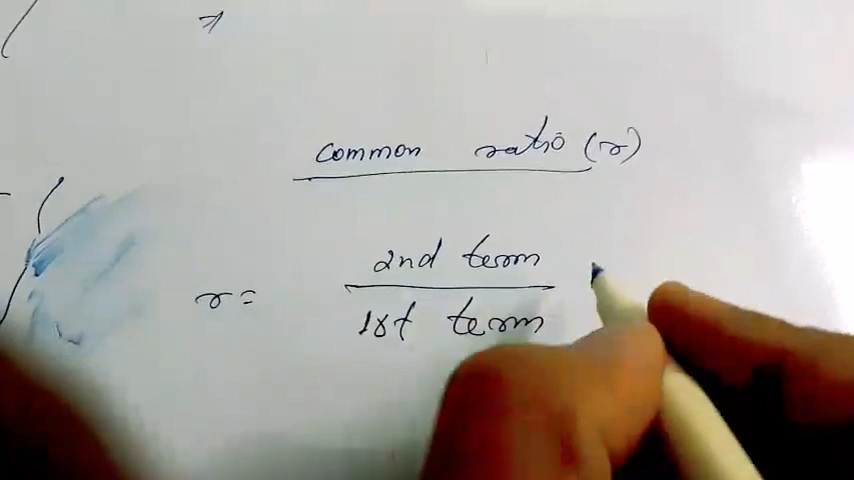 common ratio (r)
r = 2nd term
1st term